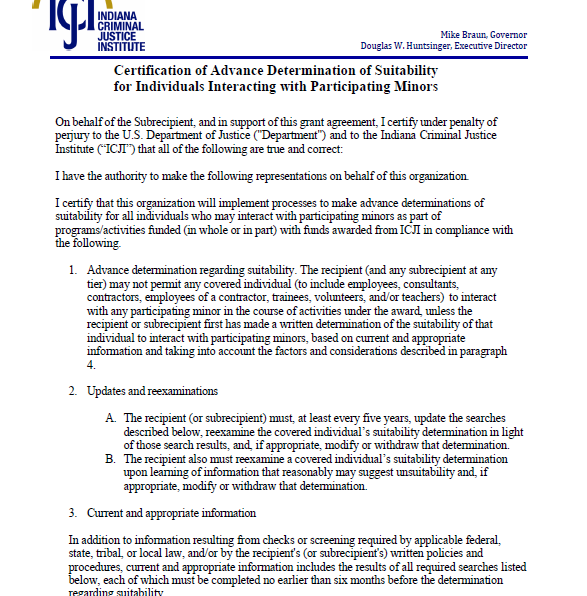 ICJI
INDIANA
CRIMINAL
JUSTICE
INSTITUTE
Mike Braun, Governor
Douglas W. Huntsinger, Executive Director
Certification of Advance Determination of Suitability
for Individuals Interacting with Participating Minors
On behalf of the Subrecipient, and in support of this grant agreement, I certify under penalty of
perjury to the U.S. Department of Justice ("Department") and to the Indiana Criminal Justice
Institute (“ICJI”) that all of the following are true and correct:
I have the authority to make the following representations on behalf of this organization.
I certify that this organization will implement processes to make advance determinations of
suitability for all individuals who may interact with participating minors as part of
programs/activities funded (in whole or in part) with funds awarded from ICJI in compliance with
the following.
1. Advance determination regarding suitability. The recipient (and any subrecipient at any
tier) may not permit any covered individual (to include employees, consultants,
contractors, employees of a contractor, trainees, volunteers, and/or teachers) to interact
with any participating minor in the course of activities under the award, unless the
recipient or subrecipient first has made a written determination of the suitability of that
individual to interact with participating minors, based on current and appropriate
information and taking into account the factors and considerations described in paragraph
4.
2. Updates and reexaminations
A. The recipient (or subrecipient) must, at least every five years, update the searches
described below, reexamine the covered individual’s suitability determination in light
of those search results, and, if appropriate, modify or withdraw that determination.
B. The recipient also must reexamine a covered individual’s suitability determination
upon learning of information that reasonably may suggest unsuitability and, if
appropriate, modify or withdraw that determination.
3. Current and appropriate information
In addition to information resulting from checks or screening required by applicable federal,
state, tribal, or local law, and/or by the recipient's (or subrecipient's) written policies and
procedures, current and appropriate information includes the results of all required searches listed
below, each of which must be completed no earlier than six months before the determination
regarding suitability